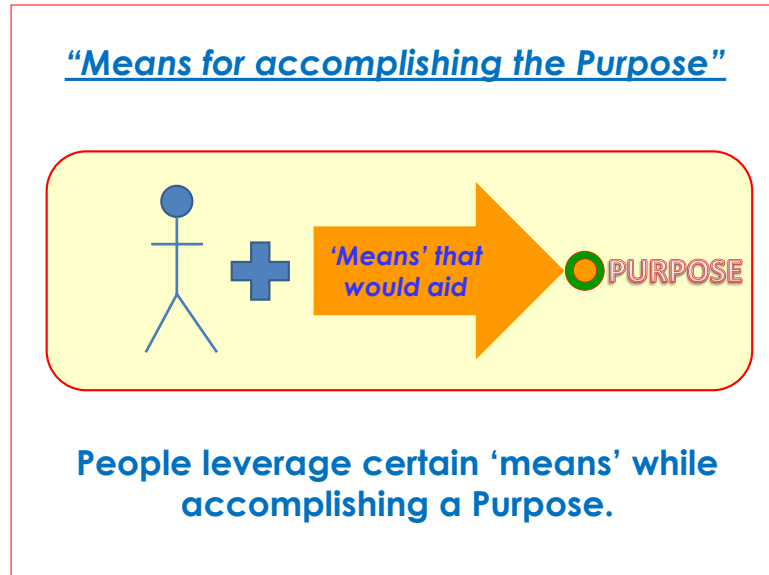 “Means for accomplishing the Purpose”
‘Means’ that
would aid
PURPOSE
People leverage certain ‘means’ while
accomplishing a Purpose.